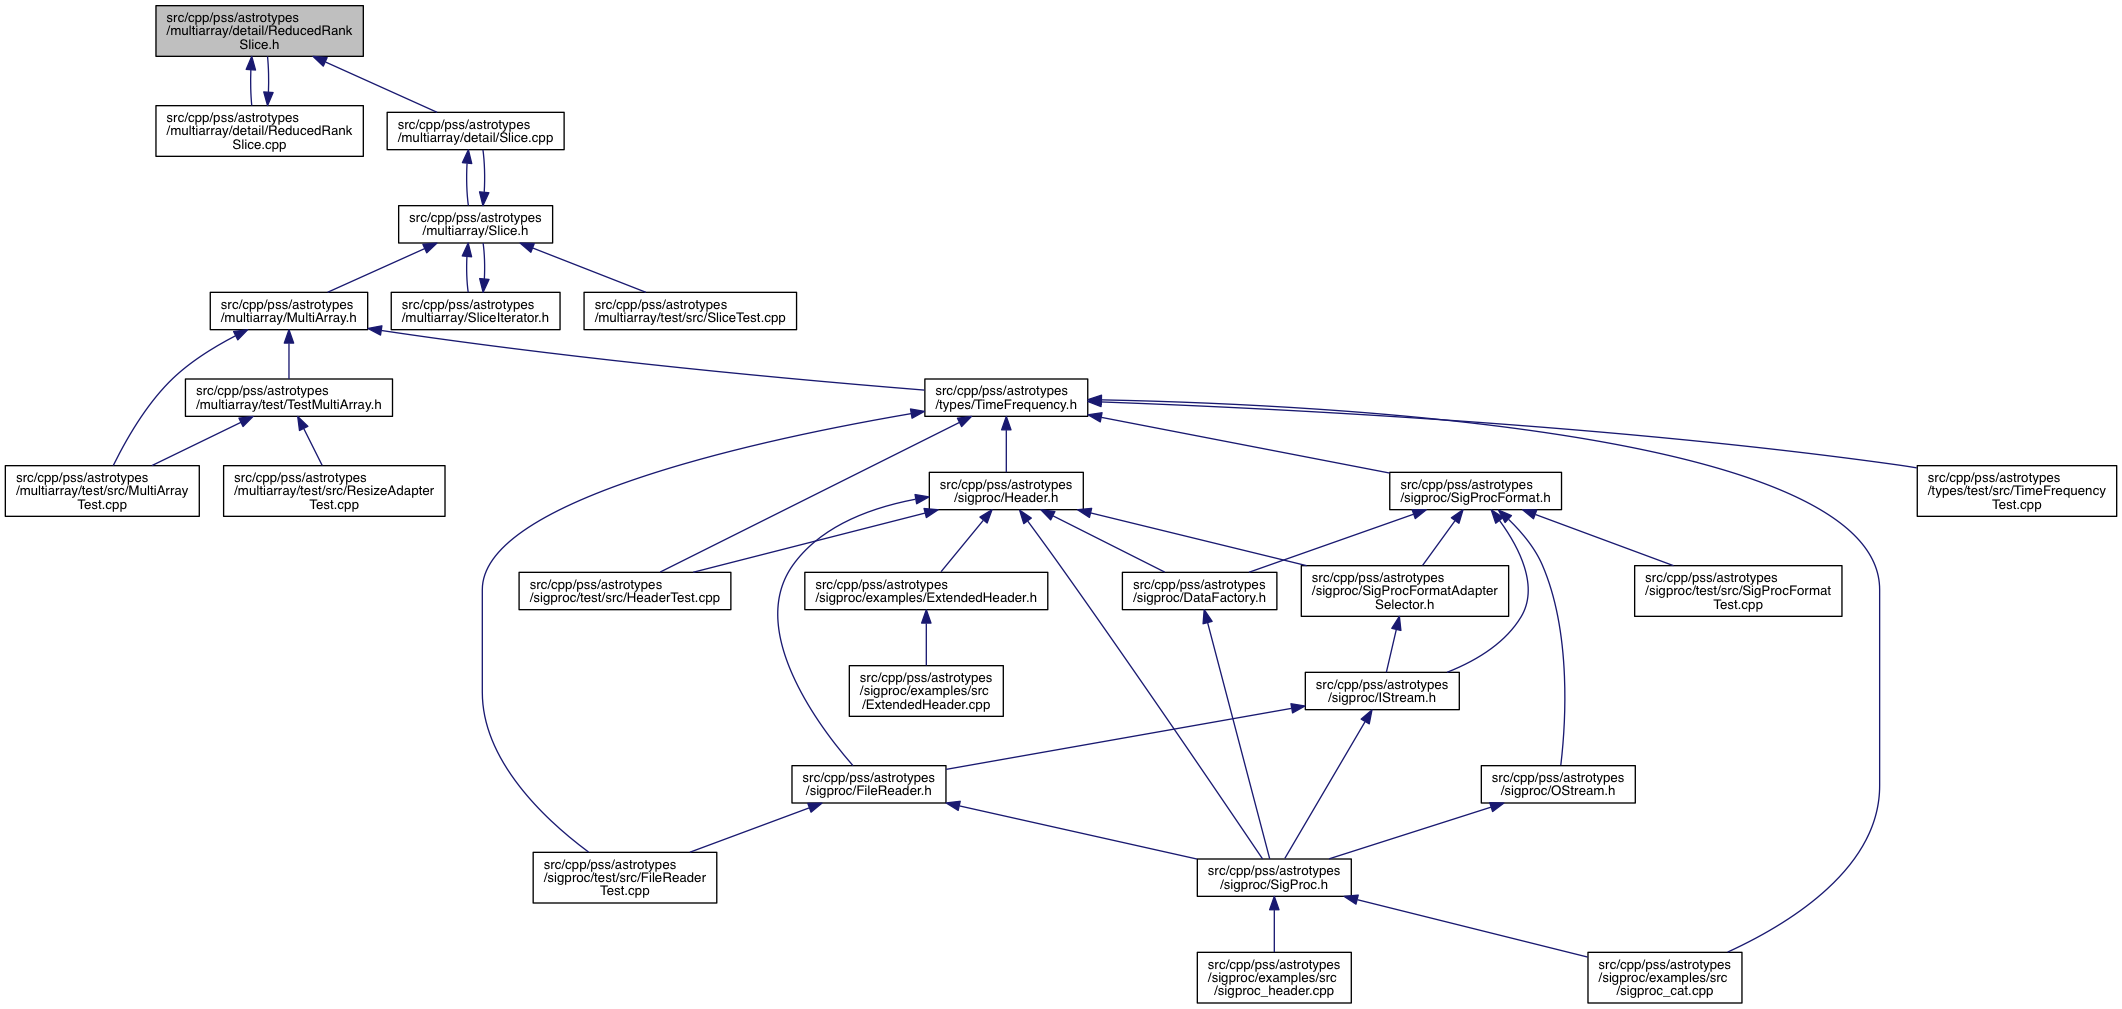 src/cpp/pss/astrotypes
/multiarray/detail/ReducedRank
Slice.h
src/cpp/pss/astrotypes
/multiarray/detail/ReducedRank
Slice.cpp
src/cpp/pss/astrotypes
/multiarray/detail/Slice.cpp
src/cpp/pss/astrotypes
/multiarray/Slice.h
src/cpp/pss/astrotypes
/multiarray/MultiArray.h
src/cpp/pss/astrotypes
/multiarray/SliceIterator.h
src/cpp/pss/astrotypes
/multiarray/test/src/SliceTest.cpp
src/cpp/pss/astrotypes
/multiarray/test/TestMultiArray.h
src/cpp/pss/astrotypes
/types/TimeFrequency.h
src/cpp/pss/astrotypes
/multiarray/test/src/MultiArray
Test.cpp
src/cpp/pss/astrotypes
/multiarray/test/src/ResizeAdapter
Test.cpp
src/cpp/pss/astrotypes
/sigproc/Header.h
src/cpp/pss/astrotypes
/sigproc/SigProcFormat.h
src/cpp/pss/astrotypes
/types/test/src/TimeFrequency
Test.cpp
src/cpp/pss/astrotypes
/sigproc/test/src/HeaderTest.cpp
src/cpp/pss/astrotypes
/sigproc/examples/ExtendedHeader.h
src/cpp/pss/astrotypes
/sigproc/DataFactory.h
src/cpp/pss/astrotypes
/sigproc/SigProcFormatAdapter
Selector.h
src/cpp/pss/astrotypes
/sigproc/test/src/SigProcFormat
Test.cpp
src/cpp/pss/astrotypes
/sigproc/examples/src
/ExtendedHeader.cpp
src/cpp/pss/astrotypes
/sigproc/IStream.h
src/cpp/pss/astrotypes
/sigproc/FileReader.h
src/cpp/pss/astrotypes
/sigproc/OStream.h
src/cpp/pss/astrotypes
/sigproc/test/src/FileReader
Test.cpp
src/cpp/pss/astrotypes
/sigproc/SigProc.h
src/cpp/pss/astrotypes
/sigproc/examples/src
/sigproc_header.cpp
src/cpp/pss/astrotypes
/sigproc/examples/src
/sigproc_cat.cpp